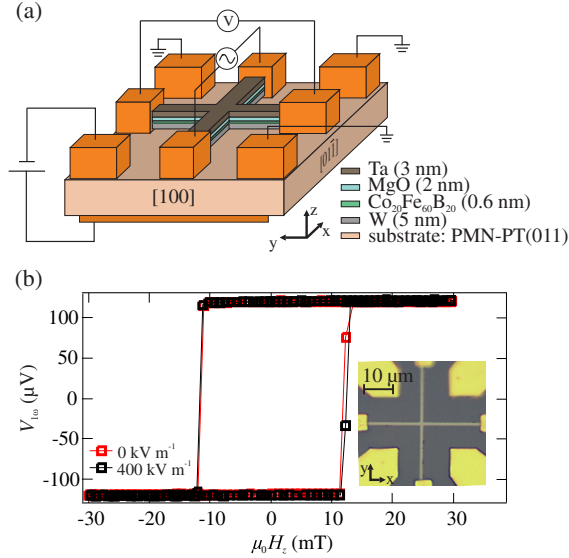 (a)
V
Ta (3 nm)
MgO (2 nm)
Co20Fe60B20 (0.6 nm)
W (5 nm)
substrate: PMN-PT(011)
[100]
[011̄]
z
y
x
(b)
100
50
0
-50
-100
V1ω (µV)
0 kV m⁻¹
400 kV m⁻¹
10 µm
y
x
-30
-20
-10
0
10
20
30
µ0Hz (mT)